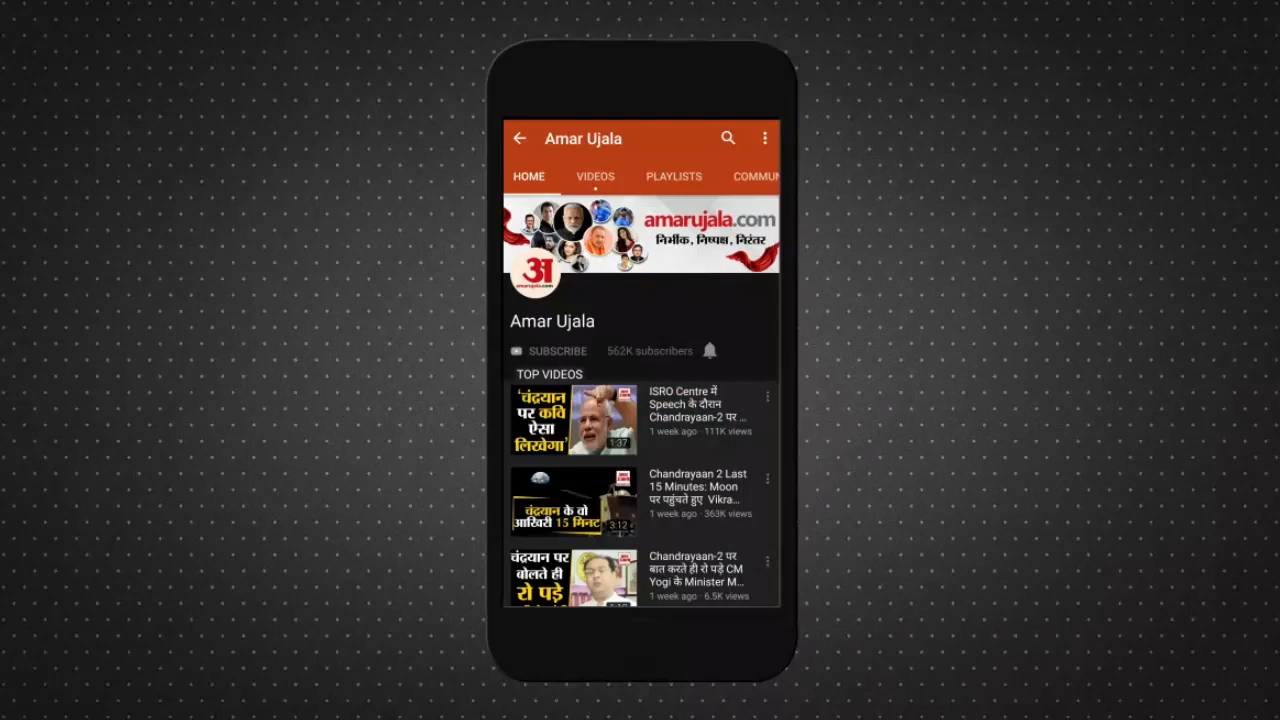 Amar Ujala
HOME VIDEOS PLAYLISTS COMMUN
amarujala.com
निर्भीक, निष्पक्ष, निरंतर
अ
amarujala.com
Amar Ujala
SUBSCRIBE 562K subscribers
TOP VIDEOS
'चंद्रयान
पर कवि
ऐसा
लिखेगा'
1:37
ISRO Centre में
Speech के दौरान
Chandrayaan-2 पर ...
1 week ago · 111K views
चंद्रयान के वो
आखिरी 15 मिनट
3:12
Chandrayaan 2 Last
15 Minutes: Moon
पर पहुंचते हुए Vikra...
1 week ago · 363K views
चंद्रयान पर
बोलते ही
रो पड़े
Chandrayaan-2 पर
बात करते ही रो पड़े CM
Yogi के Minister M...
1 week ago · 6.5K views